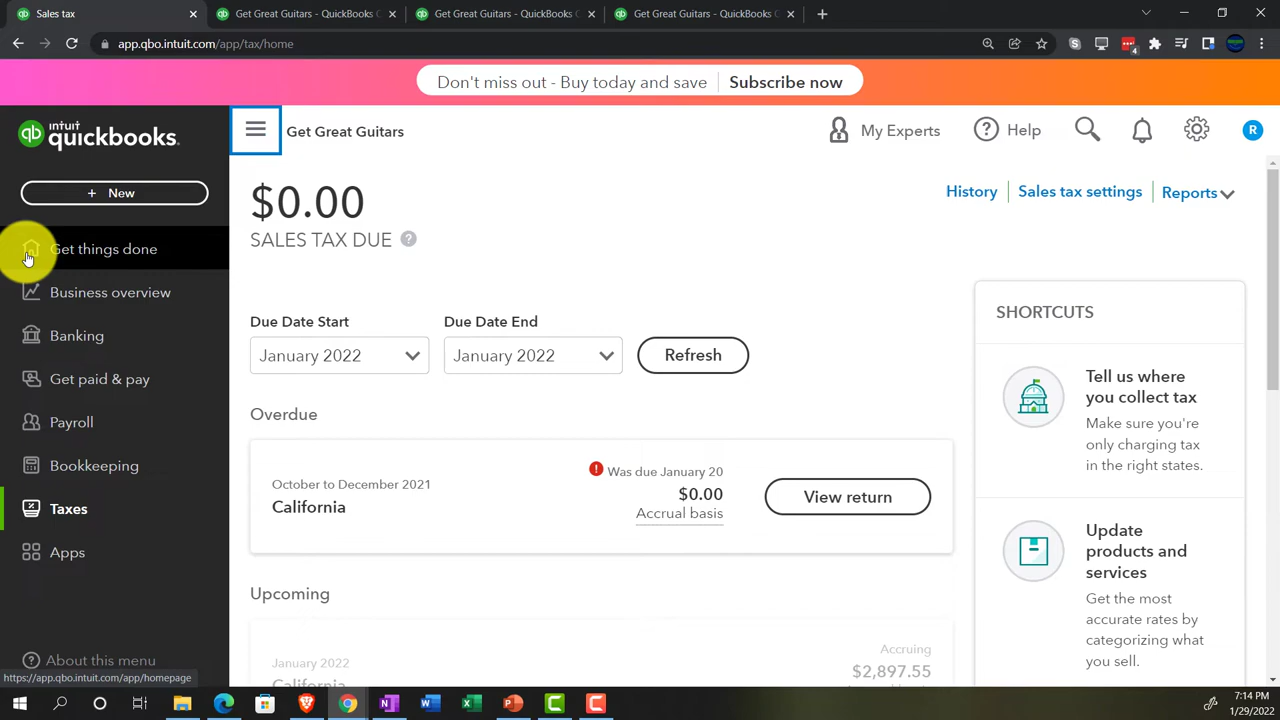 Sales tax
Get Great Guitars - QuickBooks
Get Great Guitars - QuickBooks
Get Great Guitars - QuickBooks
app.qbo.intuit.com/app/tax/home
4
Don't miss out - Buy today and save
Subscribe now
intuit
quickbooks.
Get Great Guitars
My Experts
Help
R
+ New
Get things done
Business overview
Banking
Get paid & pay
Payroll
Bookkeeping
Taxes
Apps
About this menu
https://app.qbo.intuit.com/app/homepage
$0.00
SALES TAX DUE ?
History
Sales tax settings
Reports
Due Date Start
Due Date End
January 2022
January 2022
Refresh
Overdue
October to December 2021
California
! Was due January 20
$0.00
Accrual basis
View return
Upcoming
January 2022
California
Accruing
$2,897.55
SHORTCUTS
Tell us where
you collect tax
Make sure you're
only charging tax
in the right states.
Update
products and
services
Get the most
accurate rates by
categorizing what
you sell.
7:14 PM
1/29/2022